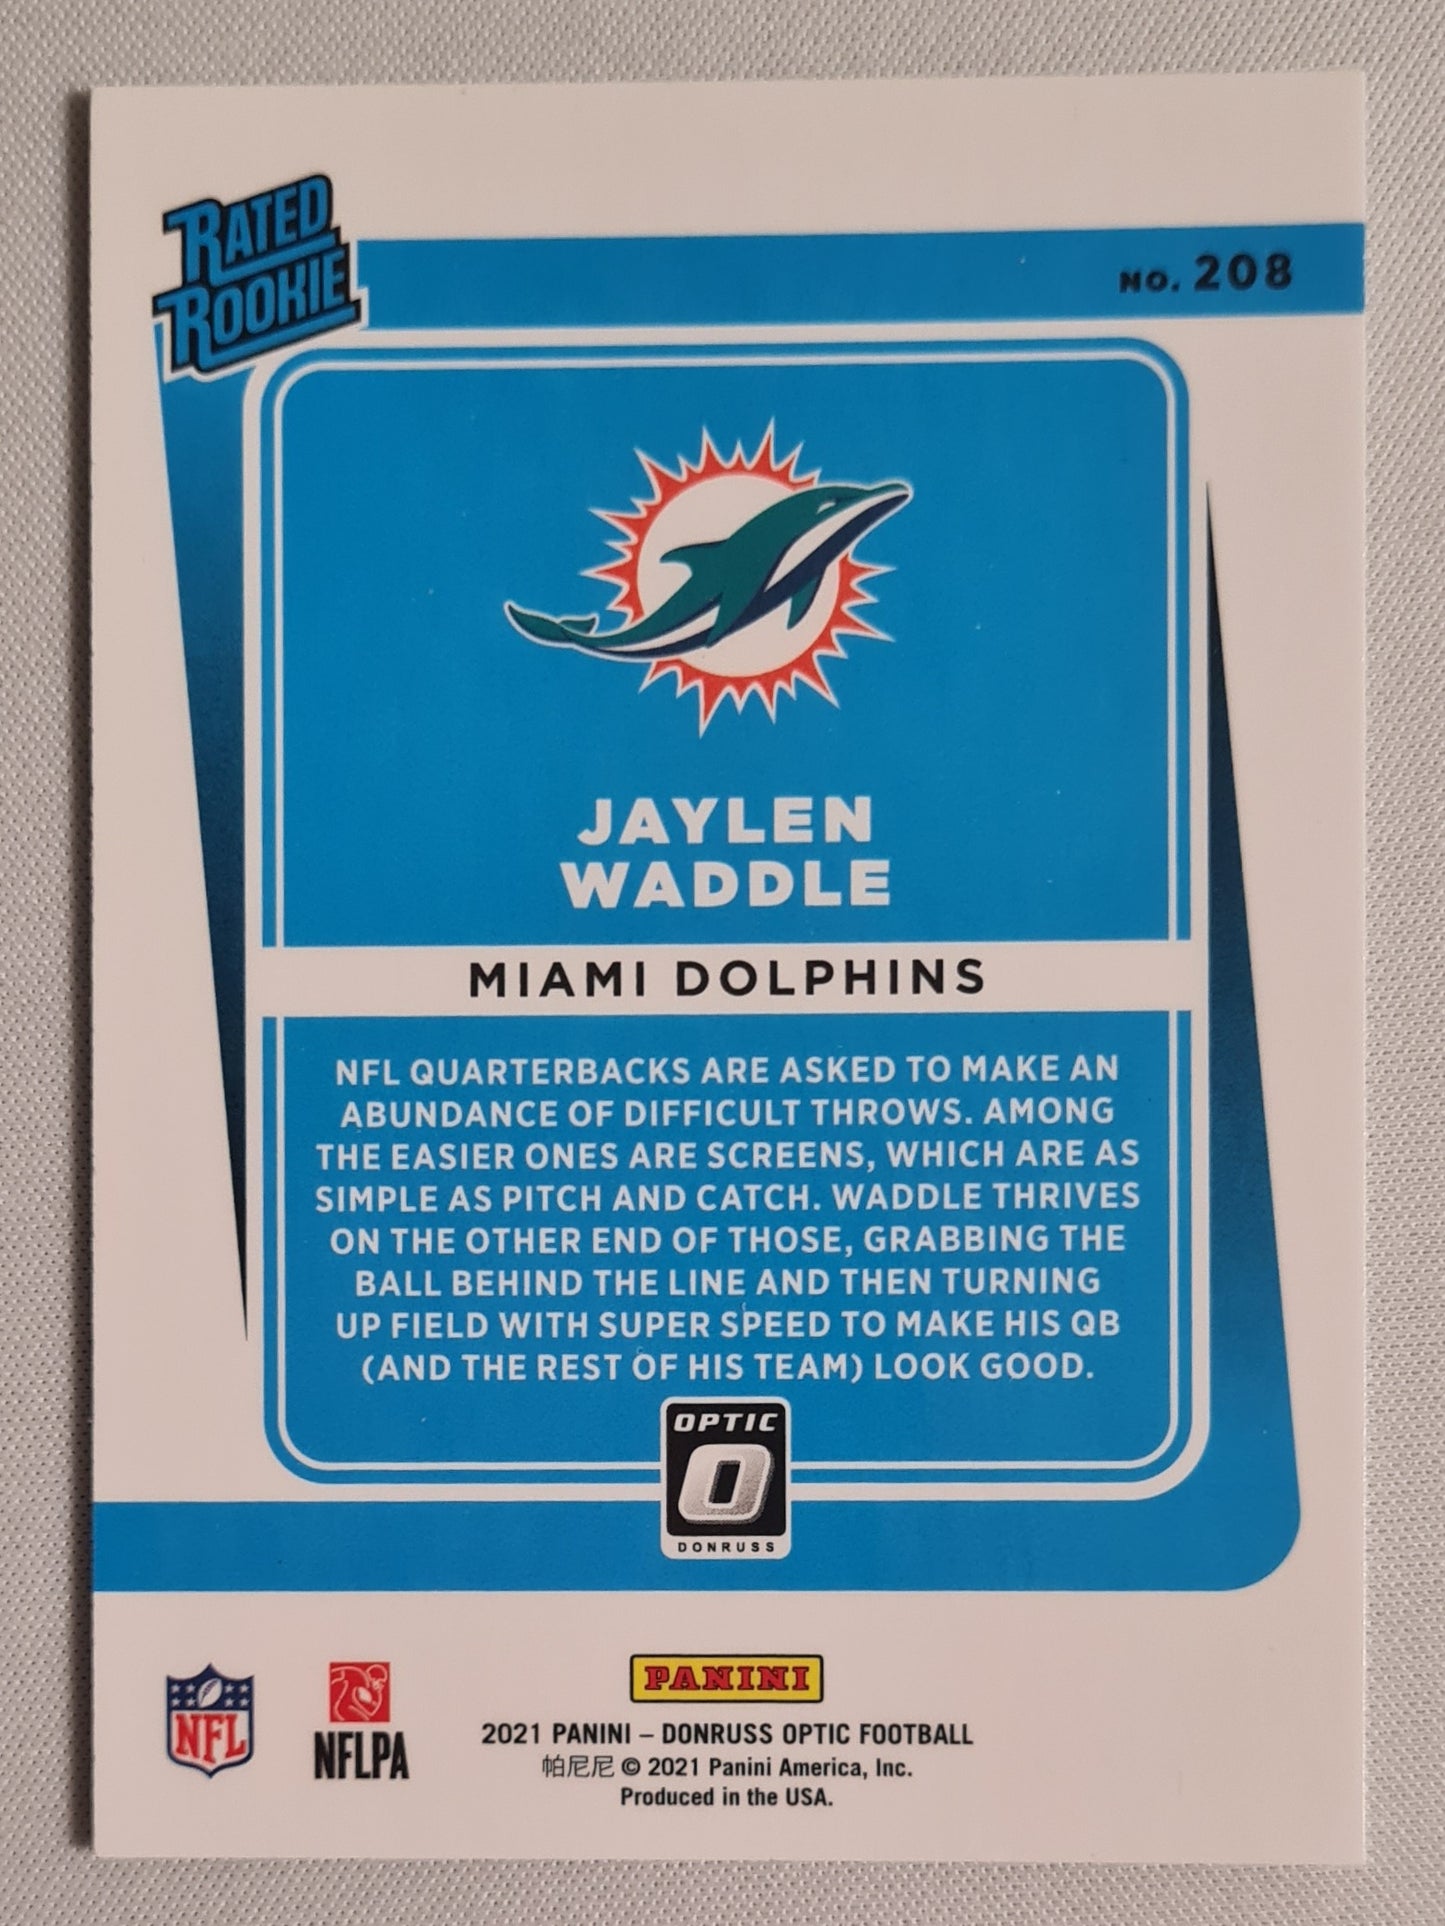 RATED
ROOKIE
NO. 208
JAYLEN
WADDLE
MIAMI DOLPHINS
NFL QUARTERBACKS ARE ASKED TO MAKE AN
ABUNDANCE OF DIFFICULT THROWS. AMONG
THE EASIER ONES ARE SCREENS, WHICH ARE AS
SIMPLE AS PITCH AND CATCH. WADDLE THRIVES
ON THE OTHER END OF THOSE, GRABBING THE
BALL BEHIND THE LINE AND THEN TURNING
UP FIELD WITH SUPER SPEED TO MAKE HIS QB
(AND THE REST OF HIS TEAM) LOOK GOOD.
OPTIC
O
DONRUSS
NFL
NFLPA
PANINI
2021 PANINI – DONRUSS OPTIC FOOTBALL
帕尼尼 © 2021 Panini America, Inc.
Produced in the USA.